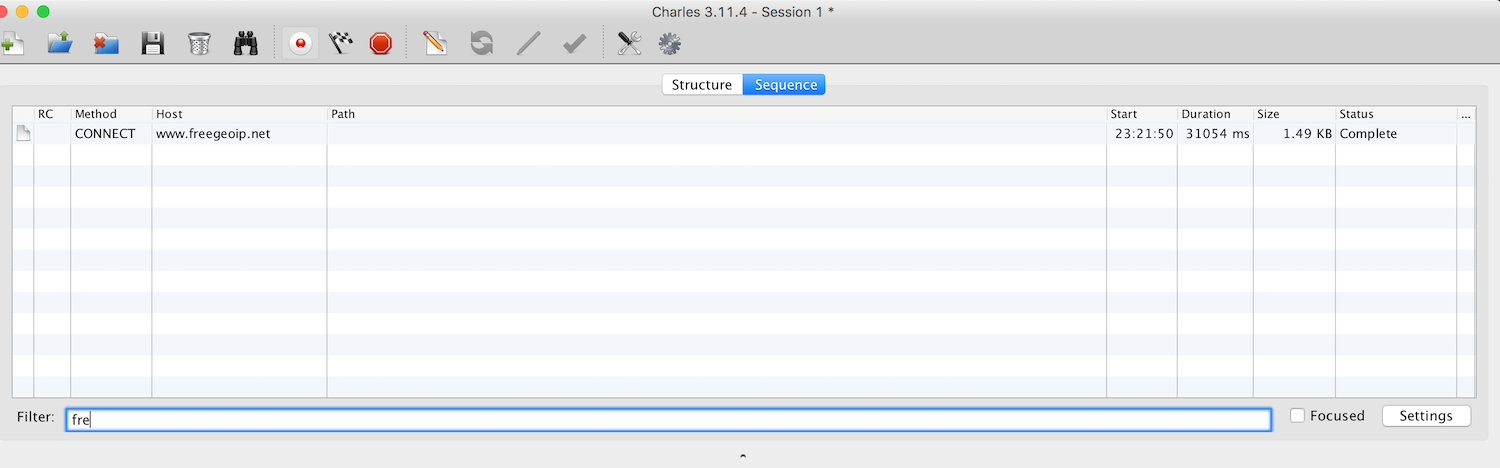 Charles 3.11.4 - Session 1 *
Structure Sequence
RC Method Host Path Start Duration Size Status ...
CONNECT www.freegeoip.net 23:21:50 31054 ms 1.49 KB Complete
Filter: fre Focused Settings